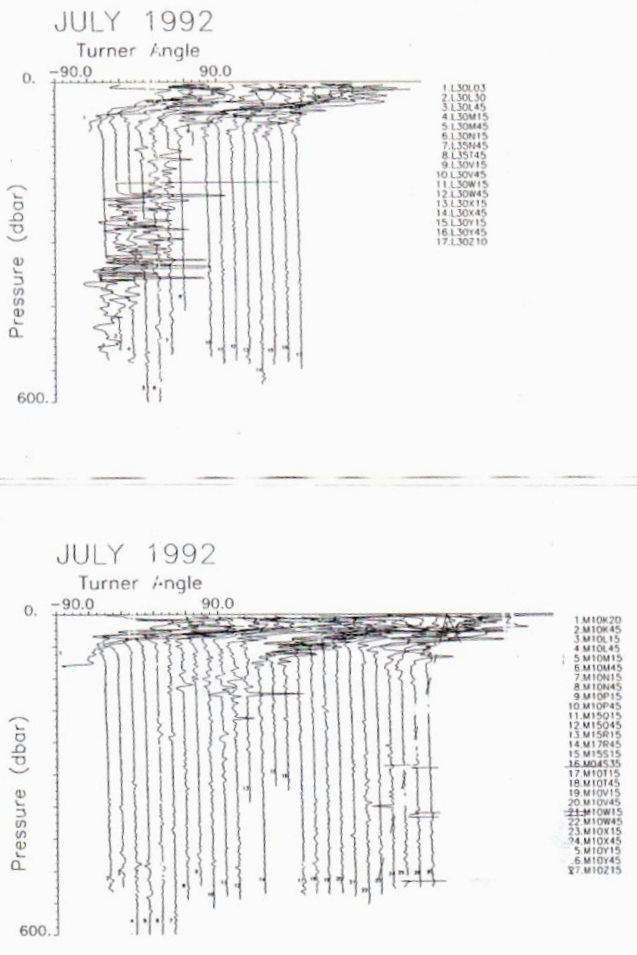 JULY 1992
Turner Angle
-90.0 90.0
0.
Pressure (dbar)
600.
1.L30L03
2.L30L30
3.L30L45
4.L30M15
5.L30M45
6.L30N15
7.L35N45
8.L35T45
9.L30V15
10.L30V45
11.L30W15
12.L30W45
13.L30X15
14.L30X45
15.L30Y15
16.L30Y45
17.L30Z10
JULY 1992
Turner Angle
-90.0 90.0
0.
Pressure (dbar)
600.
1.M10K20
2.M10K45
3.M10L15
4.M10L45
5.M10M15
6.M10M45
7.M10N15
8.M10N45
9.M10P15
10.M10P45
11.M15Q15
12.M15Q45
13.M15R15
14.M17R45
15.M15S15
16.M04S35
17.M10T15
18.M10T45
19.M10V15
20.M10V45
21.M10W15
22.M10W45
23.M10X15
24.M10X45
5.M10Y15
6.M10Y45
27.M10Z15